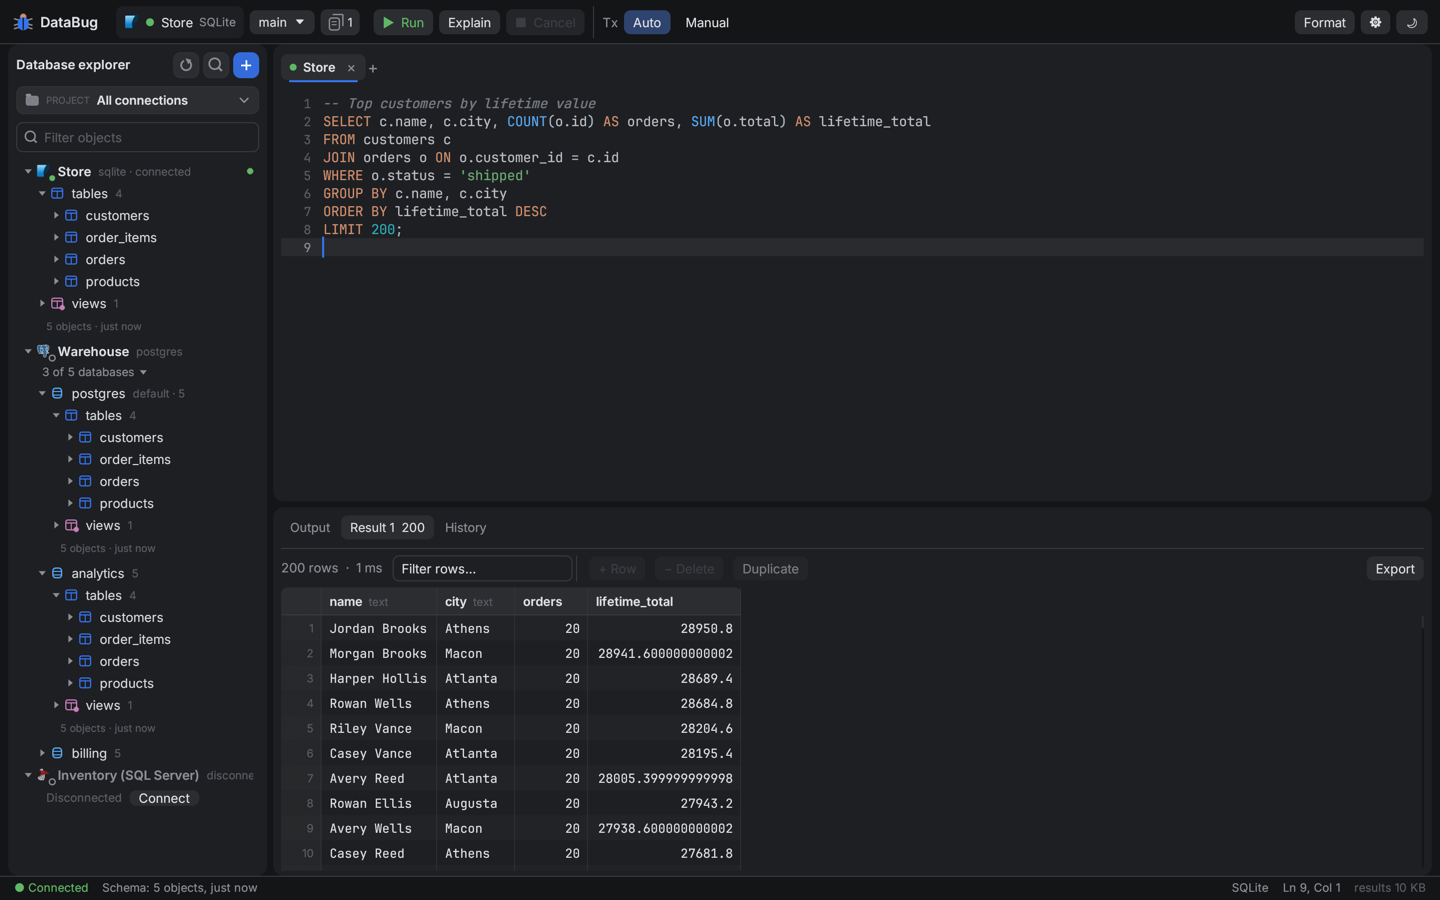 DataBug
Store SQLite
main
1
Run
Explain
Cancel
Tx
Auto
Manual
Format
Database explorer
PROJECT All connections
Filter objects
Store sqlite · connected
tables 4
customers
order_items
orders
products
views 1
5 objects · just now
Warehouse postgres
3 of 5 databases
postgres default · 5
tables 4
customers
order_items
orders
products
views 1
5 objects · just now
analytics 5
tables 4
customers
order_items
orders
products
views 1
5 objects · just now
billing 5
Inventory (SQL Server) disconne
Disconnected Connect
Store × +
1 -- Top customers by lifetime value
2 SELECT c.name, c.city, COUNT(o.id) AS orders, SUM(o.total) AS lifetime_total
3 FROM customers c
4 JOIN orders o ON o.customer_id = c.id
5 WHERE o.status = 'shipped'
6 GROUP BY c.name, c.city
7 ORDER BY lifetime_total DESC
8 LIMIT 200;
9
Output Result 1 200 History
200 rows · 1 ms Filter rows... + Row − Delete Duplicate Export
name text city text orders lifetime_total
1 Jordan Brooks Athens 20 28950.8
2 Morgan Brooks Macon 20 28941.600000000002
3 Harper Hollis Atlanta 20 28689.4
4 Rowan Wells Athens 20 28684.8
5 Riley Vance Macon 20 28204.6
6 Casey Vance Atlanta 20 28195.4
7 Avery Reed Atlanta 20 28005.399999999998
8 Rowan Ellis Augusta 20 27943.2
9 Avery Wells Macon 20 27938.600000000002
10 Casey Reed Athens 20 27681.8
Connected Schema: 5 objects, just now
SQLite Ln 9, Col 1 results 10 KB